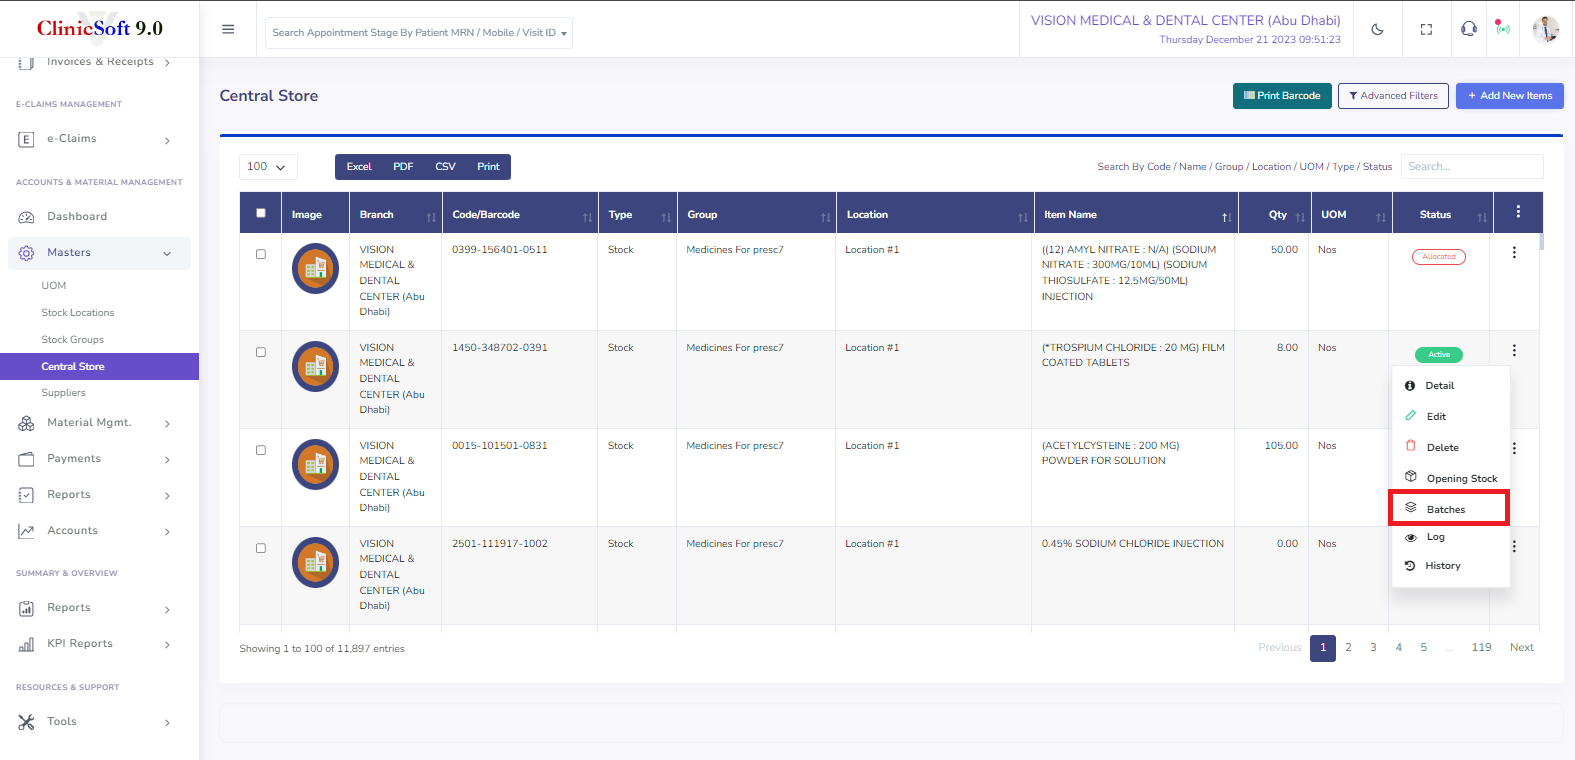 ClinicSoft 9.0
Search Appointment Stage By Patient MRN / Mobile / Visit ID
VISION MEDICAL & DENTAL CENTER (Abu Dhabi)
Thursday December 21 2023 09:51:23
Invoices & Receipts
E-CLAIMS MANAGEMENT
E e-Claims
ACCOUNTS & MATERIAL MANAGEMENT
Dashboard
Masters
UOM
Stock Locations
Stock Groups
Central Store
Suppliers
Material Mgmt.
Payments
Reports
Accounts
SUMMARY & OVERVIEW
Reports
KPI Reports
RESOURCES & SUPPORT
Tools
Central Store
Print Barcode
Advanced Filters
+ Add New Items
100
Excel PDF CSV Print
Search By Code / Name / Group / Location / UOM / Type / Status
Search...
Image Branch Code/Barcode Type Group Location Item Name Qty UOM Status
VISION
MEDICAL &
DENTAL
CENTER (Abu
Dhabi)
0399-156401-0511
Stock
Medicines For presc7
Location #1
((12) AMYL NITRATE : N/A) (SODIUM
NITRATE : 300MG/10ML) (SODIUM
THIOSULFATE : 12.5MG/50ML)
INJECTION
50.00
Nos
Allocated
VISION
MEDICAL &
DENTAL
CENTER (Abu
Dhabi)
1450-348702-0391
Stock
Medicines For presc7
Location #1
(*TROSPIUM CHLORIDE : 20 MG) FILM
COATED TABLETS
8.00
Nos
Active
VISION
MEDICAL &
DENTAL
CENTER (Abu
Dhabi)
0015-101501-0831
Stock
Medicines For presc7
Location #1
(ACETYLCYSTEINE : 200 MG)
POWDER FOR SOLUTION
105.00
Nos
VISION
MEDICAL &
DENTAL
CENTER (Abu
Dhabi)
2501-111917-1002
Stock
Medicines For presc7
Location #1
0.45% SODIUM CHLORIDE INJECTION
0.00
Nos
Detail
Edit
Delete
Opening Stock
Batches
Log
History
Showing 1 to 100 of 11,897 entries
Previous 1 2 3 4 5 ... 119 Next